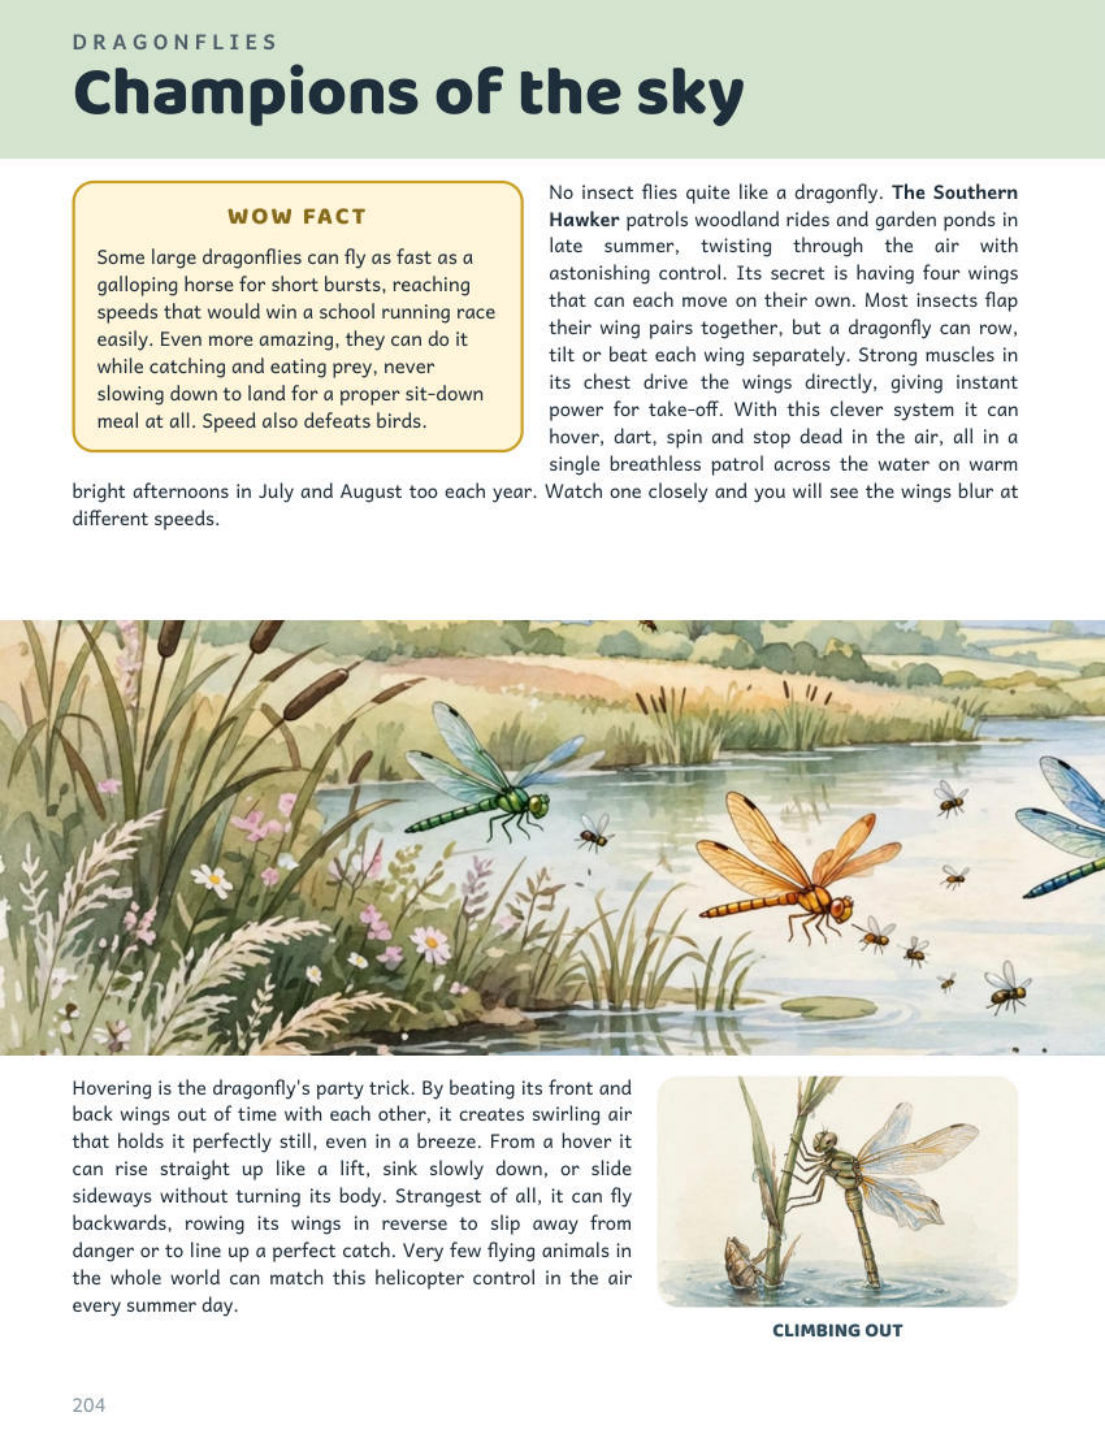 DRAGONFLIES
Champions of the sky
WOW FACT
Some large dragonflies can fly as fast as a
galloping horse for short bursts, reaching
speeds that would win a school running race
easily. Even more amazing, they can do it
while catching and eating prey, never
slowing down to land for a proper sit-down
meal at all. Speed also defeats birds.
No insect flies quite like a dragonfly. The Southern
Hawker patrols woodland rides and garden ponds in
late summer, twisting through the air with
astonishing control. Its secret is having four wings
that can each move on their own. Most insects flap
their wing pairs together, but a dragonfly can row,
tilt or beat each wing separately. Strong muscles in
its chest drive the wings directly, giving instant
power for take-off. With this clever system it can
hover, dart, spin and stop dead in the air, all in a
single breathless patrol across the water on warm
bright afternoons in July and August too each year. Watch one closely and you will see the wings blur at
different speeds.
Hovering is the dragonfly's party trick. By beating its front and
back wings out of time with each other, it creates swirling air
that holds it perfectly still, even in a breeze. From a hover it
can rise straight up like a lift, sink slowly down, or slide
sideways without turning its body. Strangest of all, it can fly
backwards, rowing its wings in reverse to slip away from
danger or to line up a perfect catch. Very few flying animals in
the whole world can match this helicopter control in the air
every summer day.
CLIMBING OUT
204